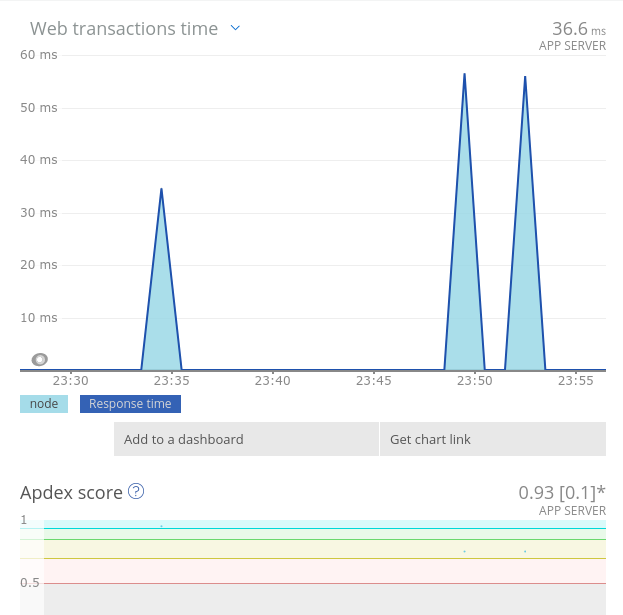 Web transactions time
36.6 ms
APP SERVER
60 ms
50 ms
40 ms
30 ms
20 ms
10 ms
23:30 23:35 23:40 23:45 23:50 23:55
node Response time
Add to a dashboard Get chart link
Apdex score ?
0.93 [0.1]*
APP SERVER
1
0.5